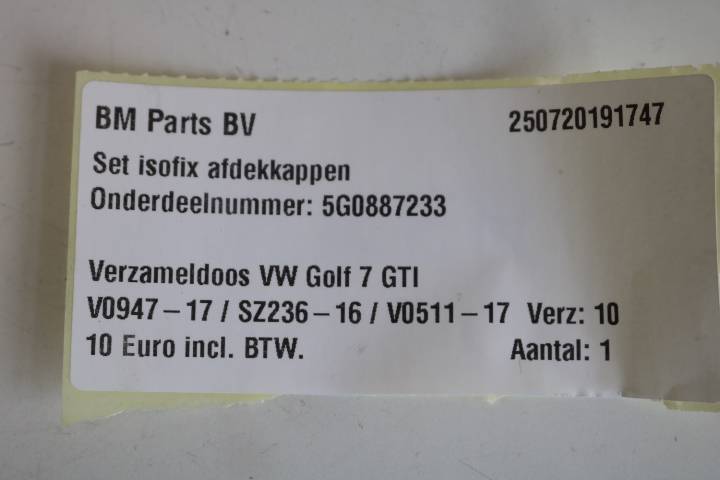 BM Parts BV 250720191747
Set isofix afdekkappen
Onderdeelnummer: 5G0887233
Verzameldoos VW Golf 7 GTI
V0947-17 / SZ236-16 / V0511-17 Verz: 10
10 Euro incl. BTW. Aantal: 1